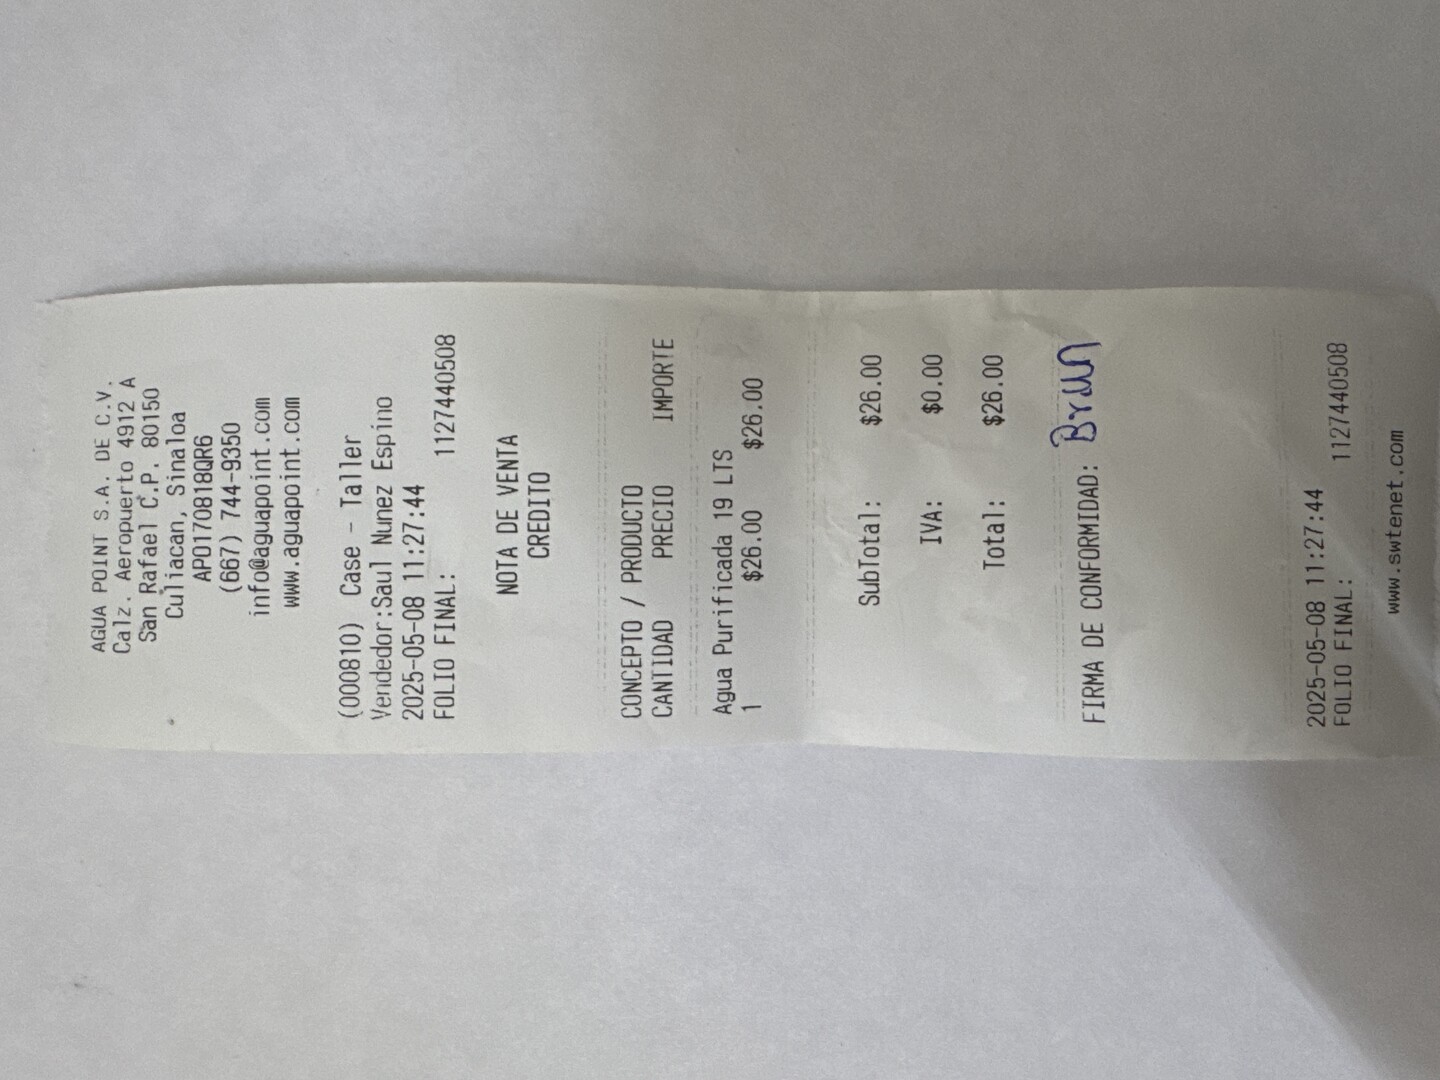 AGUA POINT S.A. DE C.V.
Calz. Aeropuerto 4912 A
San Rafael C.P. 80150
Culiacan, Sinaloa
APO170818QR6
(667) 744-9350
info@aguapoint.com
www.aguapoint.com
(000810) Case - Taller
Vendedor:Saul Nunez Espino
2025-05-08 11:27:44
FOLIO FINAL: 1127440508
NOTA DE VENTA
CREDITO
CONCEPTO / PRODUCTO
CANTIDAD PRECIO IMPORTE
Agua Purificada 19 LTS
1 $26.00 $26.00
SubTotal: $26.00
IVA: $0.00
Total: $26.00
FIRMA DE CONFORMIDAD:
2025-05-08 11:27:44
FOLIO FINAL: 1127440508
www.swtenet.com